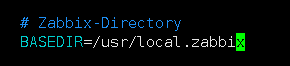 # Zabbix-Directory
BASEDIR=/usr/local.zabbix